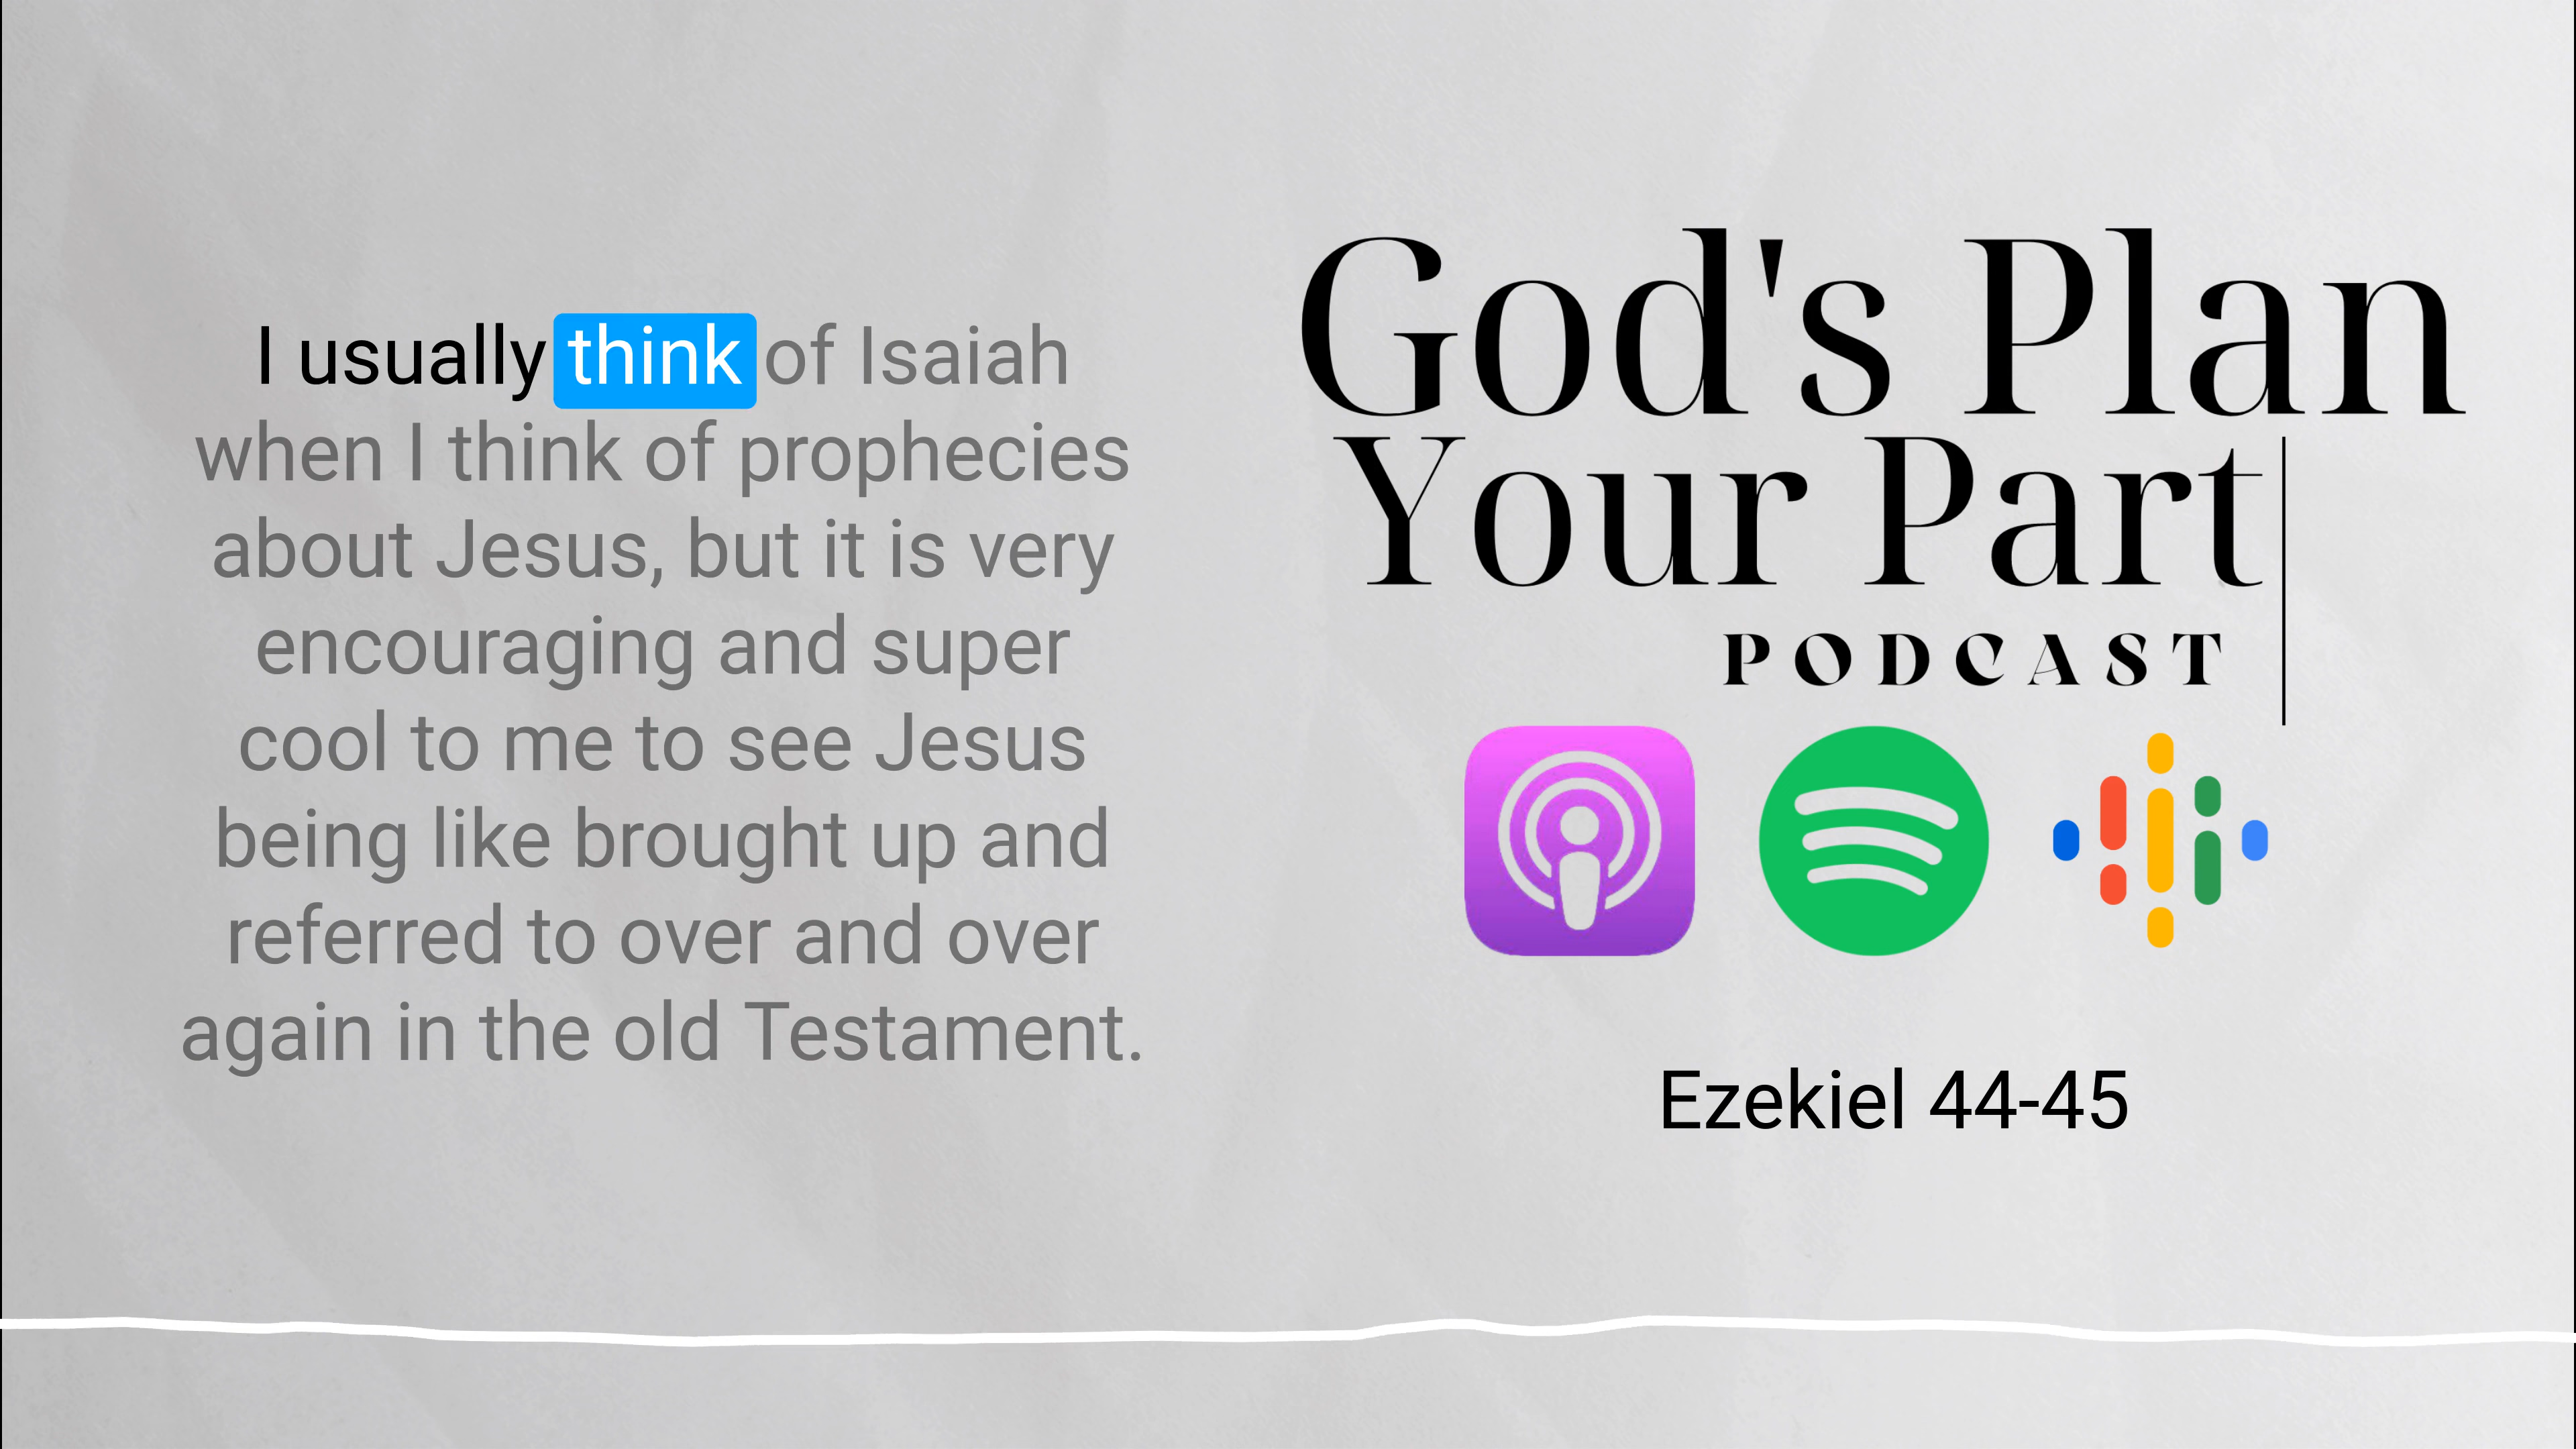 I usually think of Isaiah
when I think of prophecies
about Jesus, but it is very
encouraging and super
cool to me to see Jesus
being like brought up and
referred to over and over
again in the old Testament.
God's Plan
Your Part
PODCAST
Ezekiel 44-45